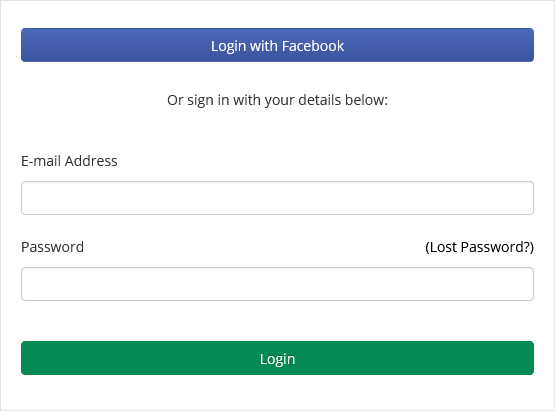 Login with Facebook
Or sign in with your details below:
E-mail Address
Password (Lost Password?)
Login